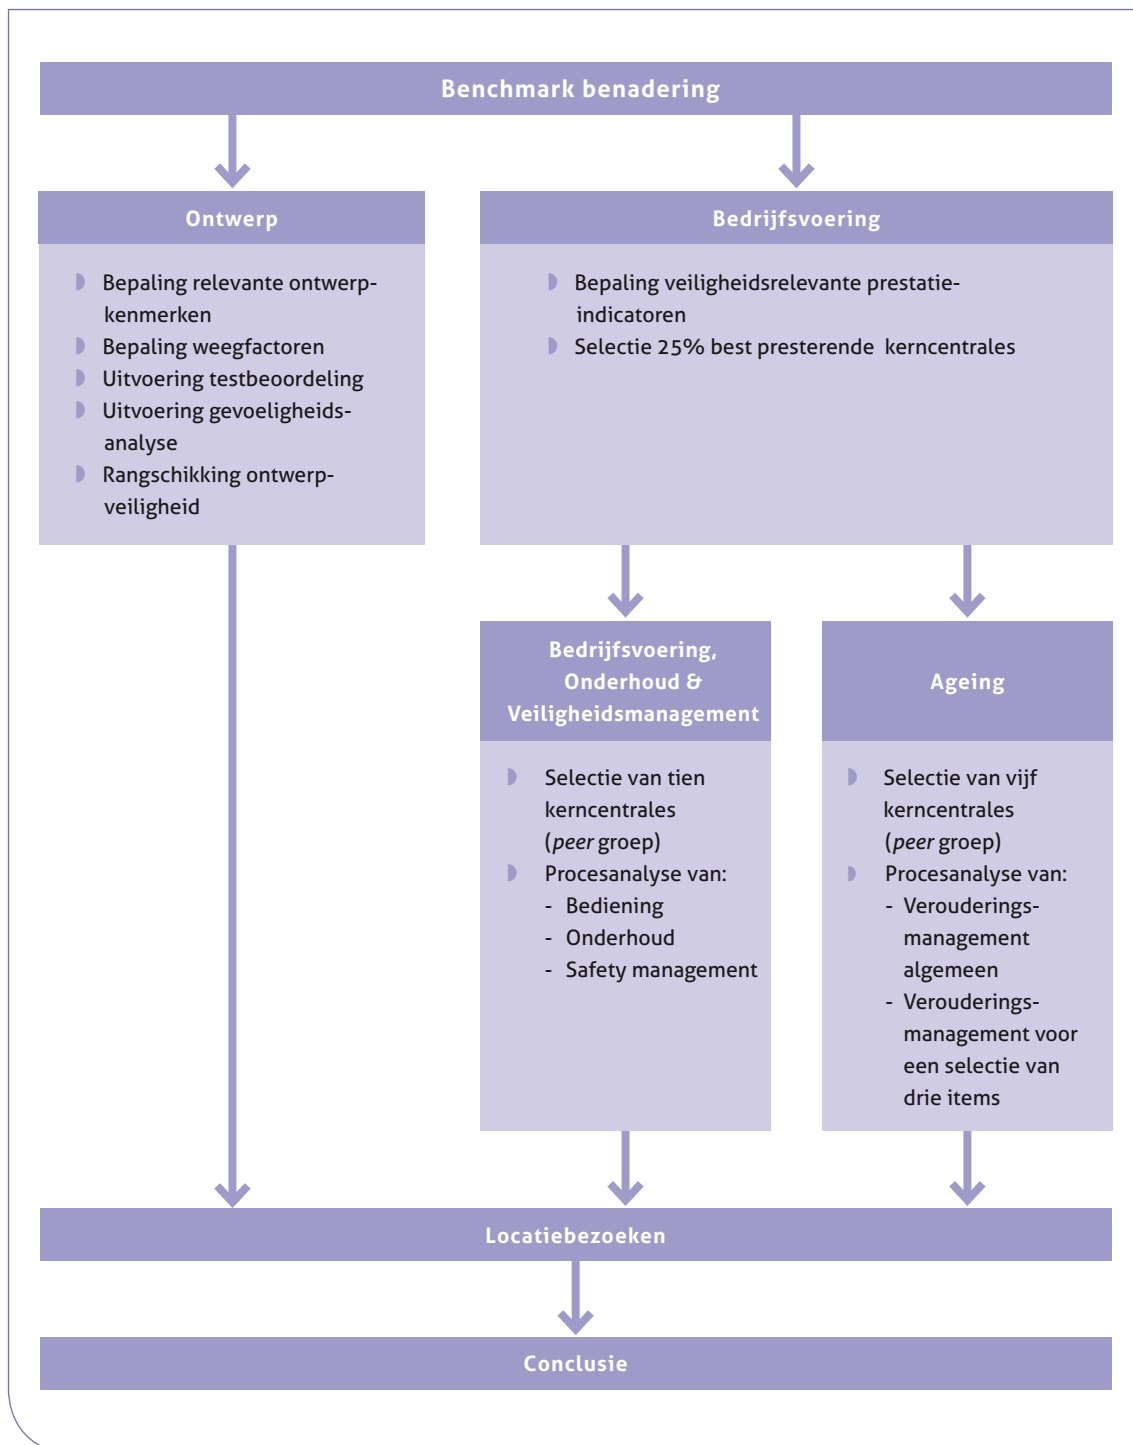 Benchmark benadering
Ontwerp
Bepaling relevante ontwerp-
kenmerken
Bepaling weegfactoren
Uitvoering testbeoordeling
Uitvoering gevoeligheids-
analyse
Rangschikking ontwerp-
veiligheid
Bedrijfsvoering
Bepaling veiligheidsrelevante prestatie-
indicatoren
Selectie 25% best presterende kerncentrales
Bedrijfsvoering,
Onderhoud &
Veiligheidsmanagement
Selectie van tien
kerncentrales
(peer groep)
Procesanalyse van:
- Bediening
- Onderhoud
- Safety management
Ageing
Selectie van vijf
kerncentrales
(peer groep)
Procesanalyse van:
- Verouderings-
management
algemeen
- Verouderings-
management voor
een selectie van
drie items
Locatiebezoeken
Conclusie